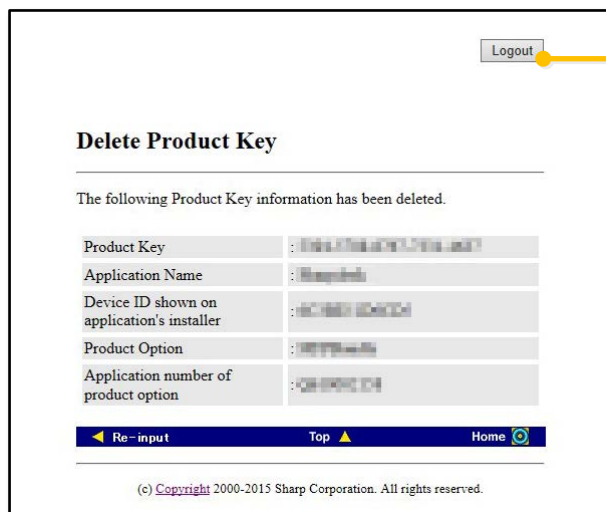 Logout
Delete Product Key
The following Product Key information has been deleted.
Product Key :
Application Name :
Device ID shown on
application's installer :
Product Option :
Application number of
product option :
Re-input Top Home
(c) Copyright 2000-2015 Sharp Corporation. All rights reserved.